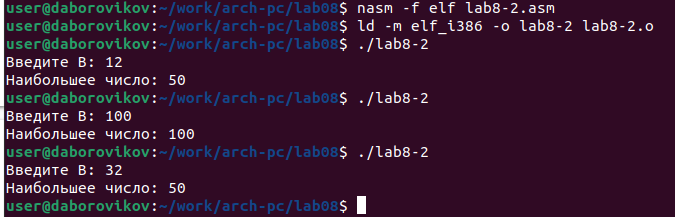 user@daborovikov:~/work/arch-pc/lab08$ nasm -f elf lab8-2.asm
user@daborovikov:~/work/arch-pc/lab08$ ld -m elf_i386 -o lab8-2 lab8-2.o
user@daborovikov:~/work/arch-pc/lab08$ ./lab8-2
Введите B: 12
Наибольшее число: 50
user@daborovikov:~/work/arch-pc/lab08$ ./lab8-2
Введите B: 100
Наибольшее число: 100
user@daborovikov:~/work/arch-pc/lab08$ ./lab8-2
Введите B: 32
Наибольшее число: 50
user@daborovikov:~/work/arch-pc/lab08$